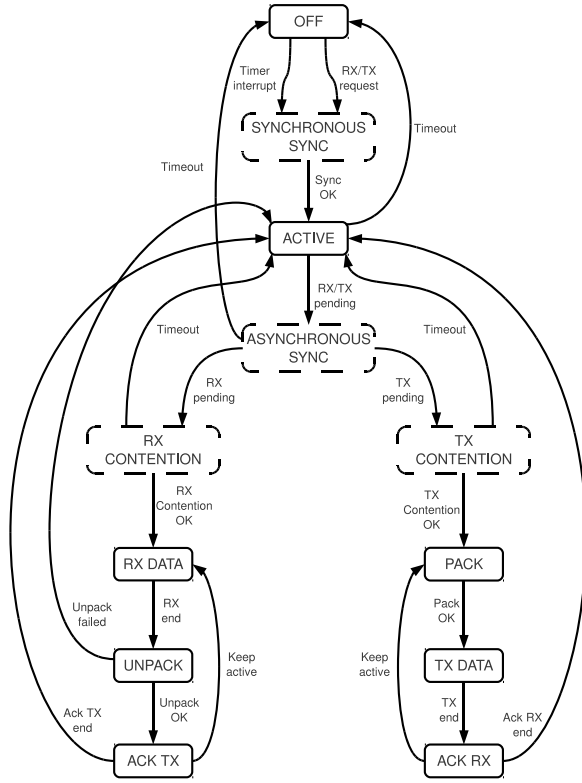 OFF
Timer
interrupt
RX/TX
request
SYNCHRONOUS
SYNC
Timeout
Timeout
Sync
OK
ACTIVE
RX/TX
pending
Timeout
Timeout
ASYNCHRONOUS
SYNC
RX
pending
TX
pending
RX
CONTENTION
TX
CONTENTION
RX
Contention
OK
TX
Contention
OK
RX DATA
PACK
Unpack
failed
RX
end
Pack
OK
Keep
active
Keep
active
UNPACK
TX DATA
Ack TX
end
Unpack
OK
TX
end
Ack RX
end
ACK TX
ACK RX